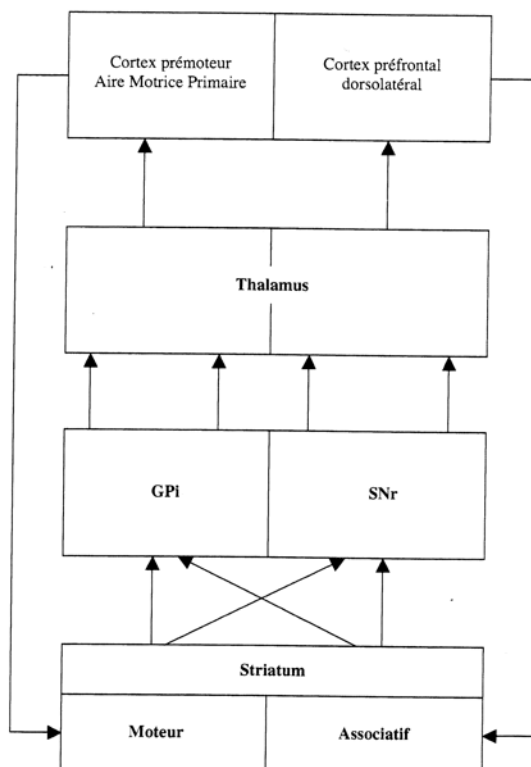 Cortex prémoteur
Aire Motrice Primaire
Cortex préfrontal
dorsolatéral
Thalamus
GPi
SNr
Striatum
Moteur
Associatif